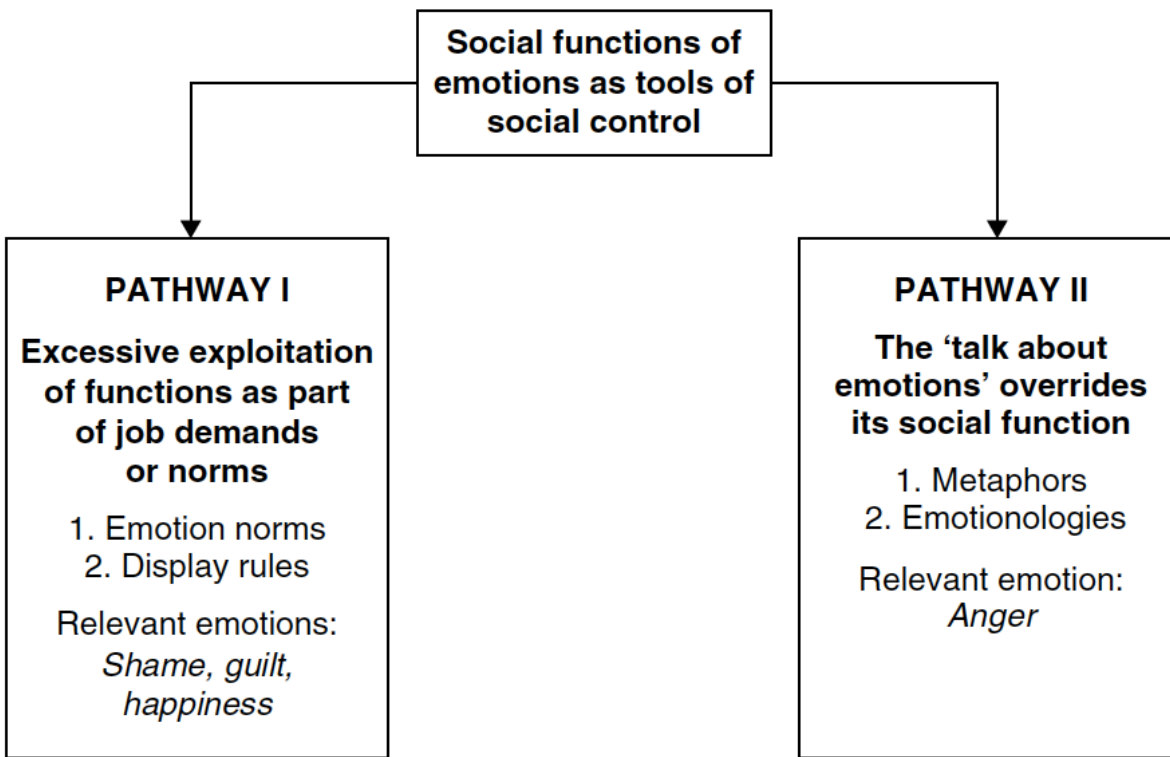 Social functions of
emotions as tools of
social control
PATHWAY I
Excessive exploitation
of functions as part
of job demands
or norms
1. Emotion norms
2. Display rules
Relevant emotions:
Shame, guilt,
happiness
PATHWAY II
The ‘talk about
emotions’ overrides
its social function
1. Metaphors
2. Emotionologies
Relevant emotion:
Anger